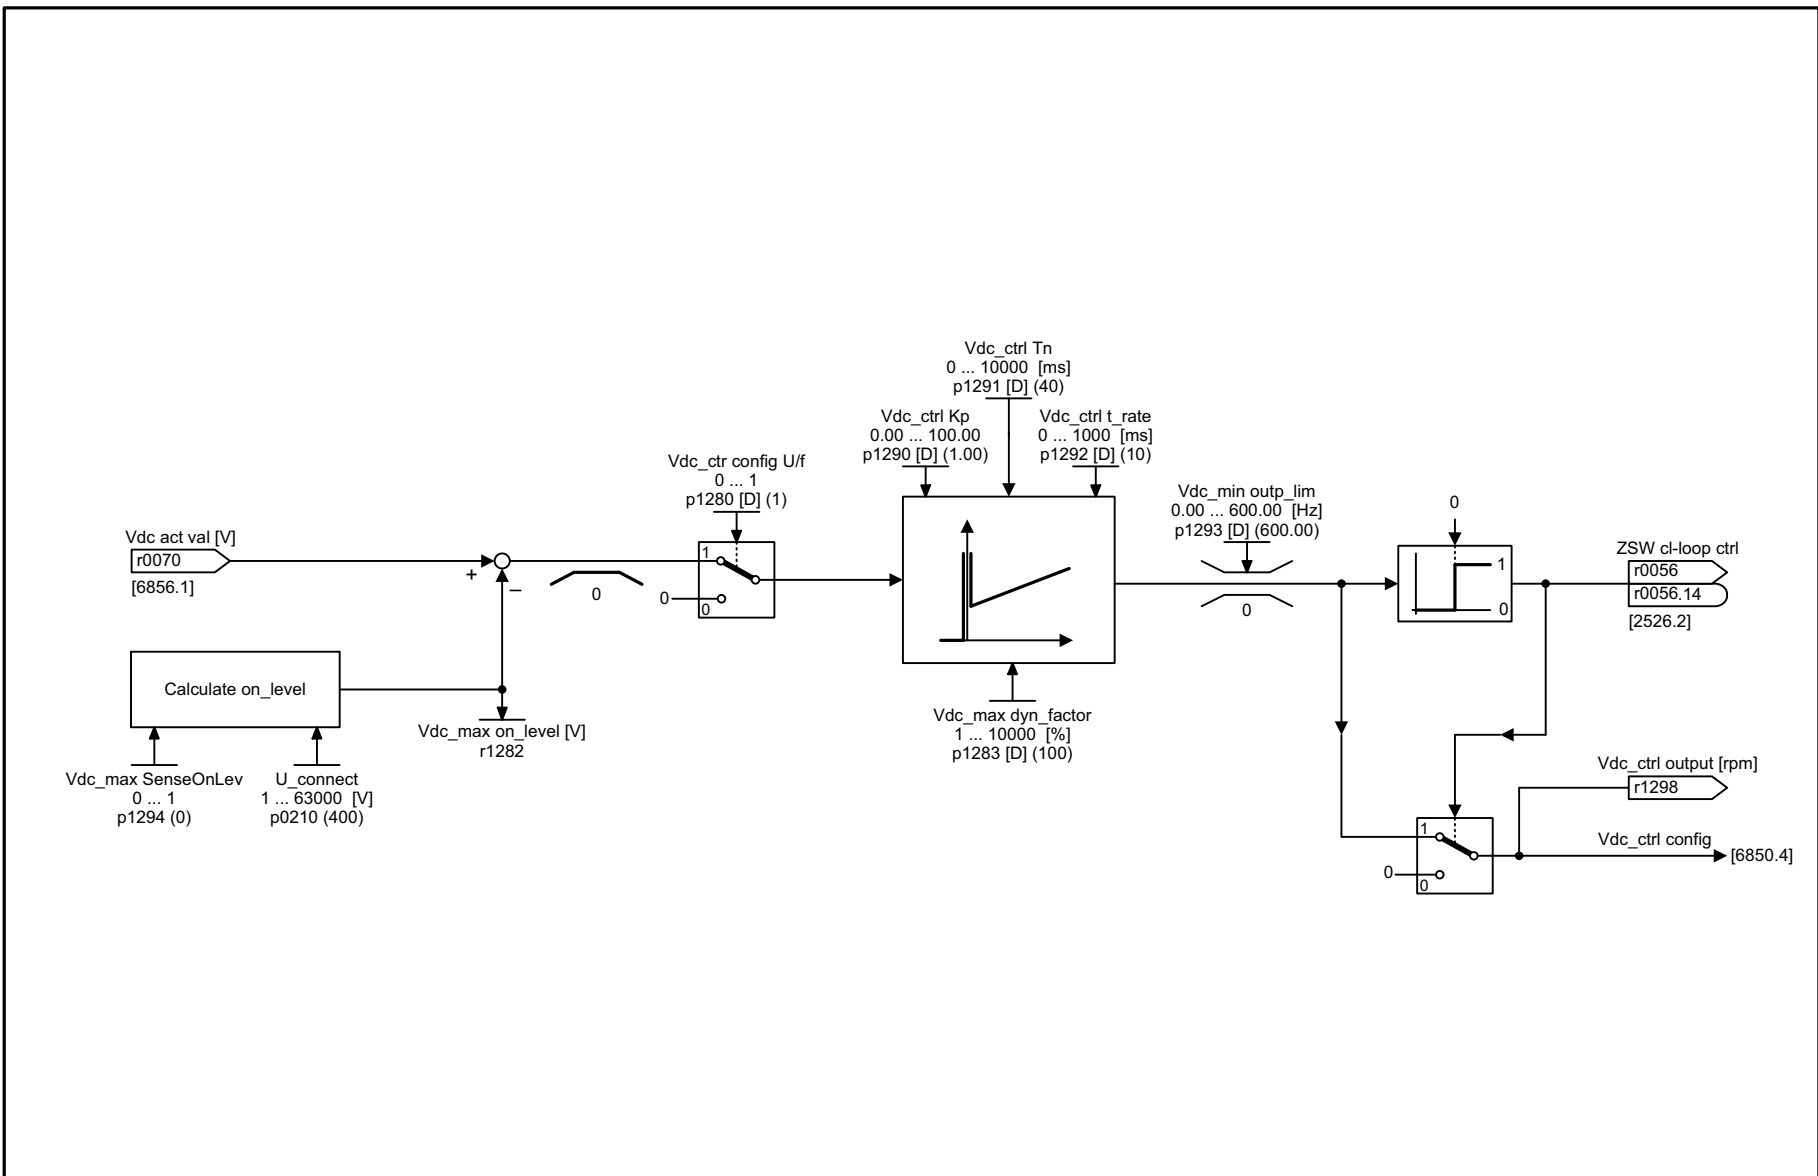 Vdc_ctrl Tn
0 ... 10000 [ms]
p1291 [D] (40)
Vdc_ctrl Kp
0.00 ... 100.00
p1290 [D] (1.00)
Vdc_ctrl t_rate
0 ... 1000 [ms]
p1292 [D] (10)
Vdc_ctr config U/f
0 ... 1
p1280 [D] (1)
Vdc_min outp_lim
0.00 ... 600.00 [Hz]
p1293 [D] (600.00)
0
Vdc act val [V]
r0070
[6856.1]
+
–
0
1
0
0
0
1
0
ZSW cl-loop ctrl
r0056
r0056.14
[2526.2]
Calculate on_level
Vdc_max on_level [V]
r1282
Vdc_max SenseOnLev
0 ... 1
p1294 (0)
U_connect
1 ... 63000 [V]
p0210 (400)
Vdc_max dyn_factor
1 ... 10000 [%]
p1283 [D] (100)
Vdc_ctrl output [rpm]
r1298
1
0
0
Vdc_ctrl config
[6850.4]